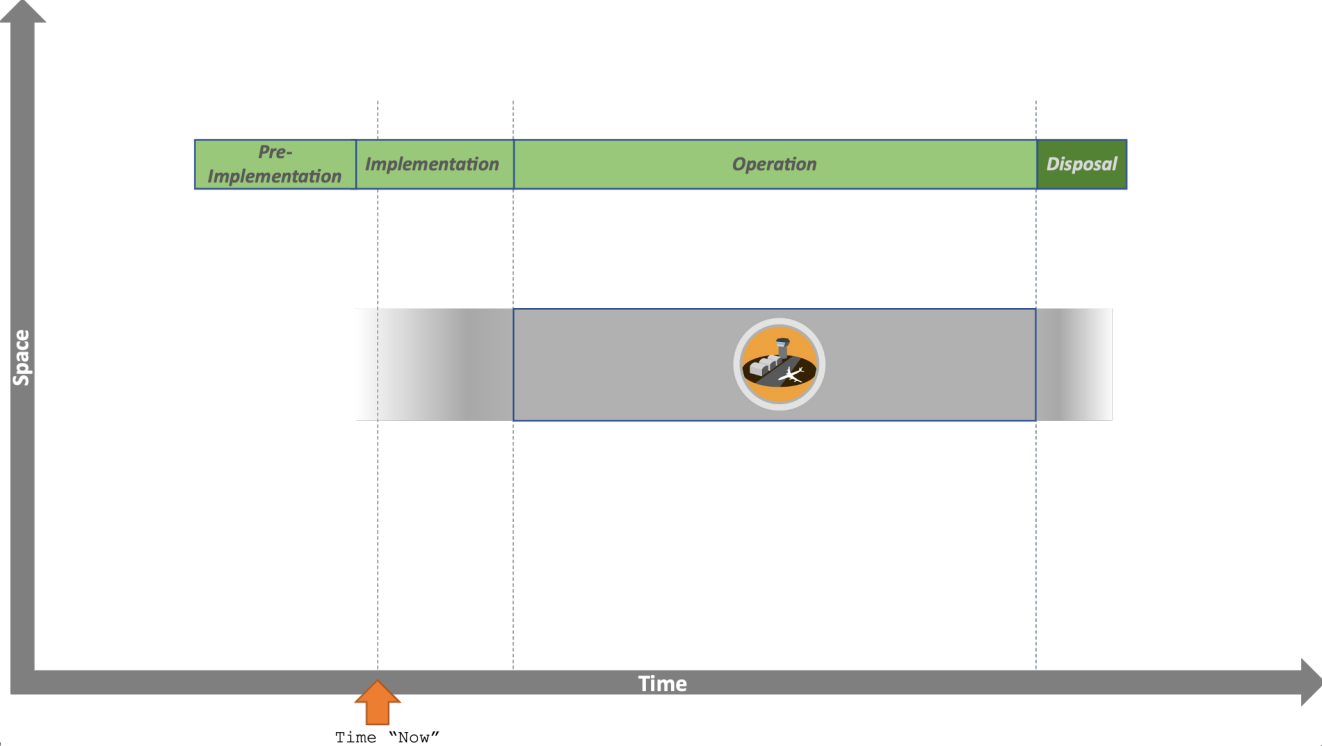 Pre-
Implementation
Implementation
Operation
Disposal
Space
Time
Time “Now”